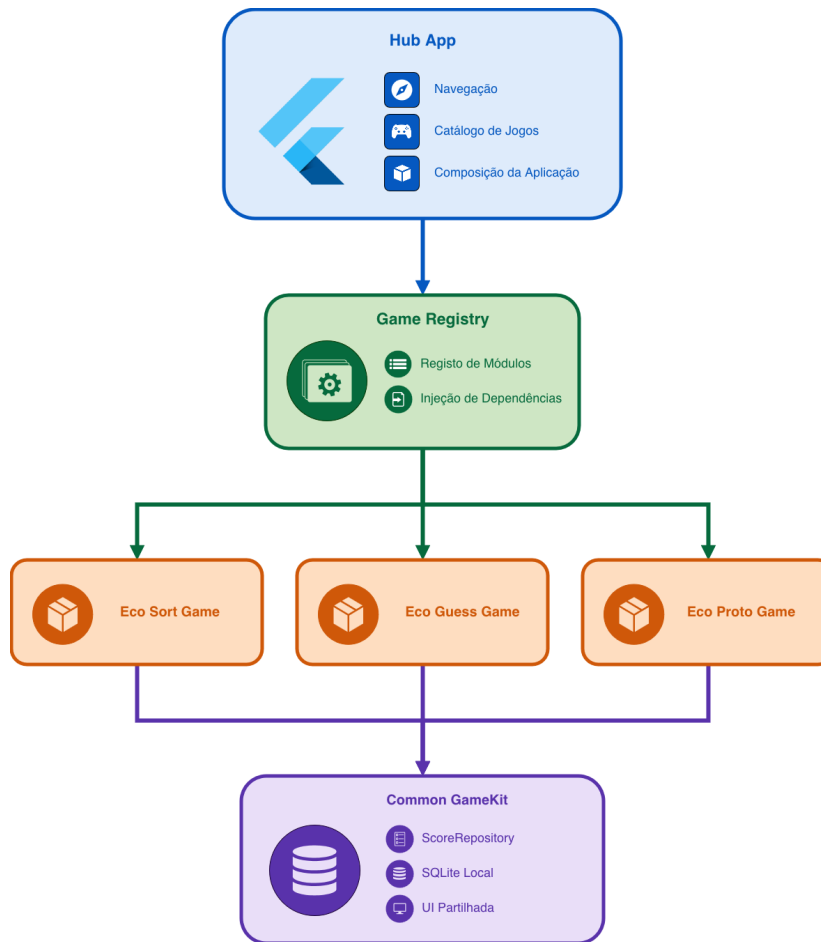 Hub App
Navegação
Catálogo de Jogos
Composição da Aplicação
Game Registry
Registo de Módulos
Injeção de Dependências
Eco Sort Game
Eco Guess Game
Eco Proto Game
Common GameKit
ScoreRepository
SQLite Local
UI Partilhada